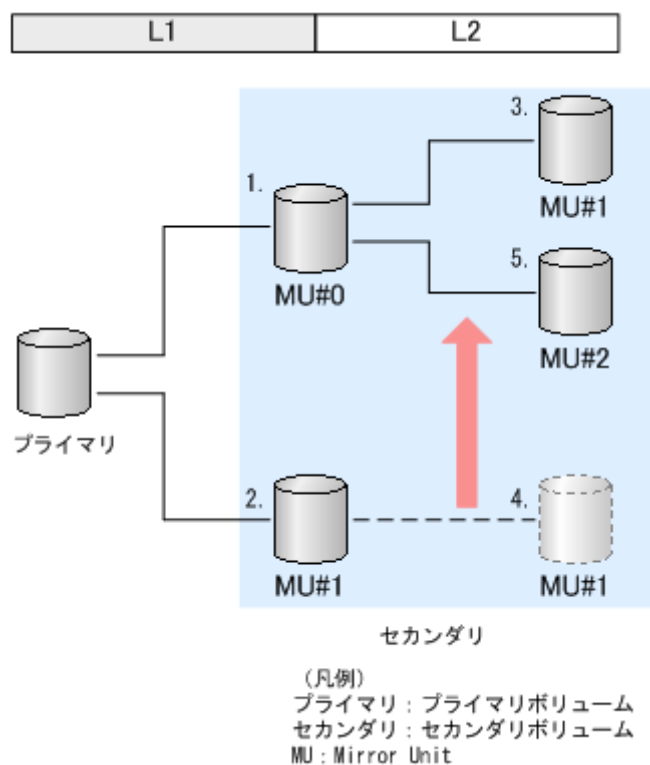 L1 L2
3.
MU#1
1.
MU#0
5.
MU#2
プライマリ
2.
MU#1
4.
MU#1
セカンダリ
（凡例）
プライマリ：プライマリボリューム
セカンダリ：セカンダリボリューム
MU：Mirror Unit